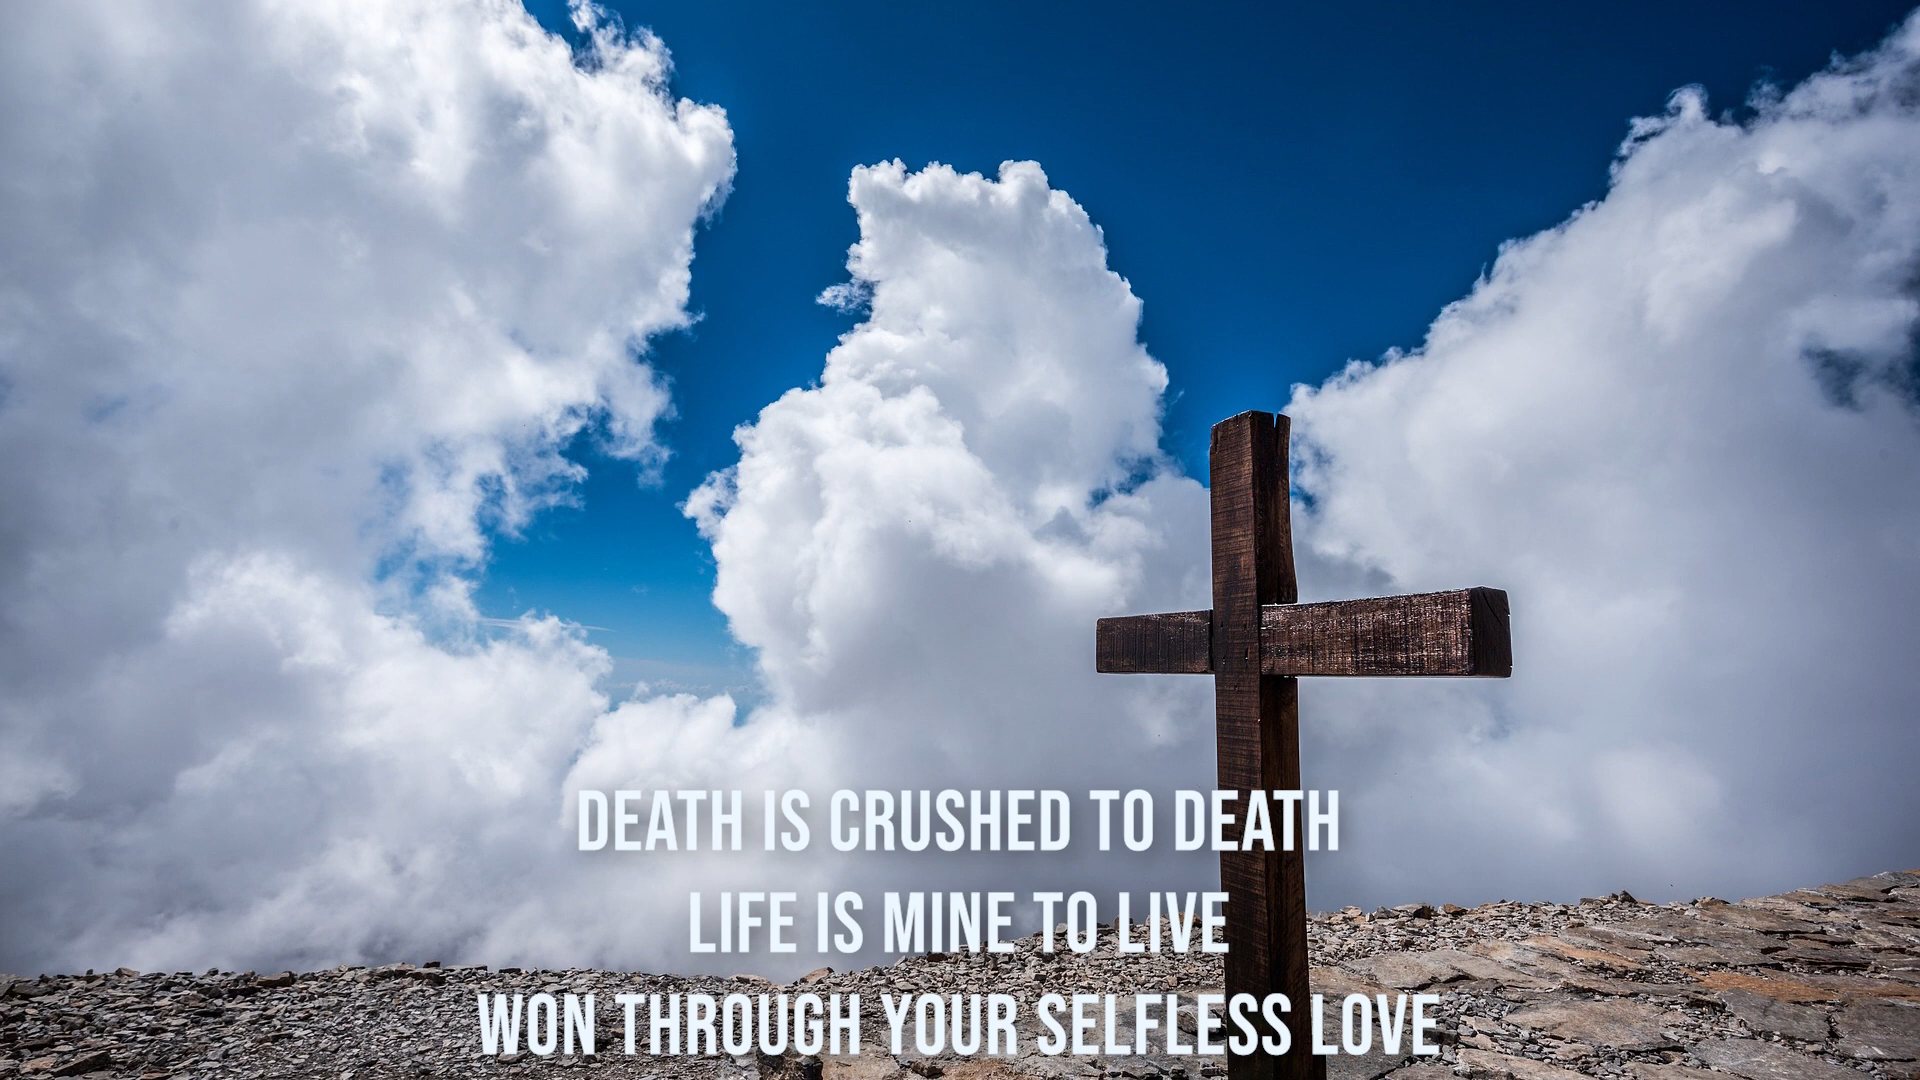 DEATH IS CRUSHED TO DEATH
LIFE IS MINE TO LIVE
WON THROUGH YOUR SELFLESS LOVE